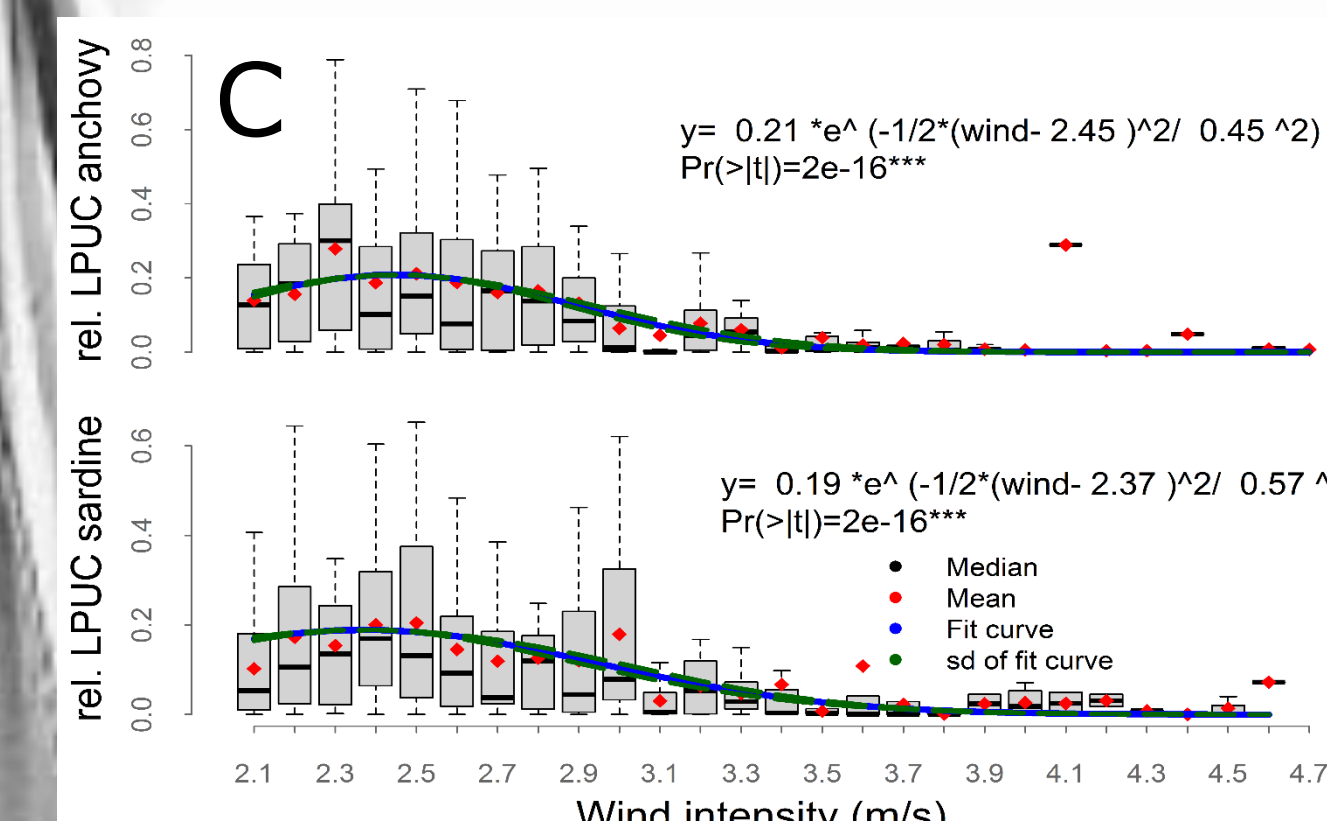 C
rel. LPUC anchovy
0.8
0.6
0.4
0.2
0.0
y= 0.21 *e^ (-1/2*(wind- 2.45 )^2/ 0.45 ^2)
Pr(>|t|)=2e-16***
rel. LPUC sardine
0.6
0.4
0.2
0.0
y= 0.19 *e^ (-1/2*(wind- 2.37 )^2/ 0.57 ^
Pr(>|t|)=2e-16***
Median
Mean
Fit curve
sd of fit curve
2.1 2.3 2.5 2.7 2.9 3.1 3.3 3.5 3.7 3.9 4.1 4.3 4.5 4.7
Wind intensity (m/s)